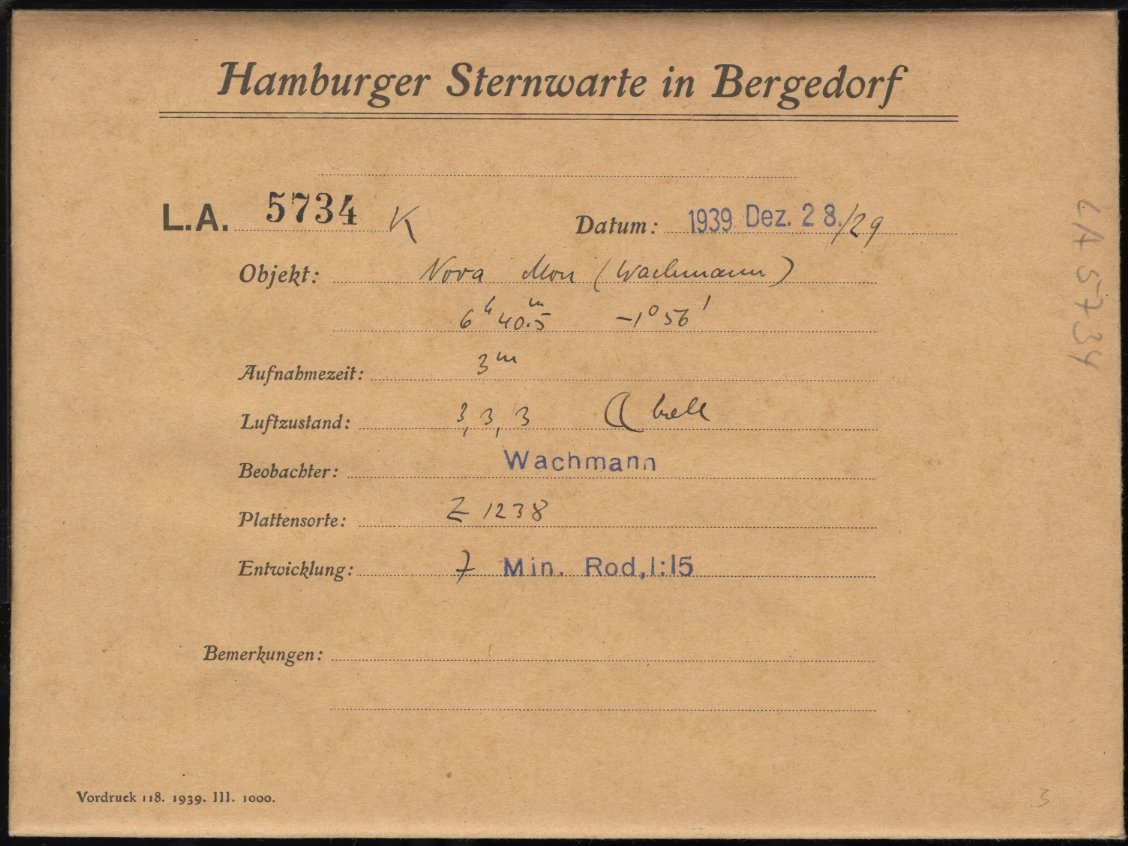 Hamburger Sternwarte in Bergedorf
L.A. 5734 K Datum: 1939 Dez. 28./29
Objekt: Nova Mon (Wachmann)
6h 40m.5 -1° 56'
Aufnahmezeit: 3m
Luftzustand: 3, 3, 3 ☾ hell
Beobachter: Wachmann
Plattensorte: Z 1238
Entwicklung: 7 Min. Rod, 1:15
Bemerkungen:
Vordruck 118. 1939. III. 1000.
3
LA 5734